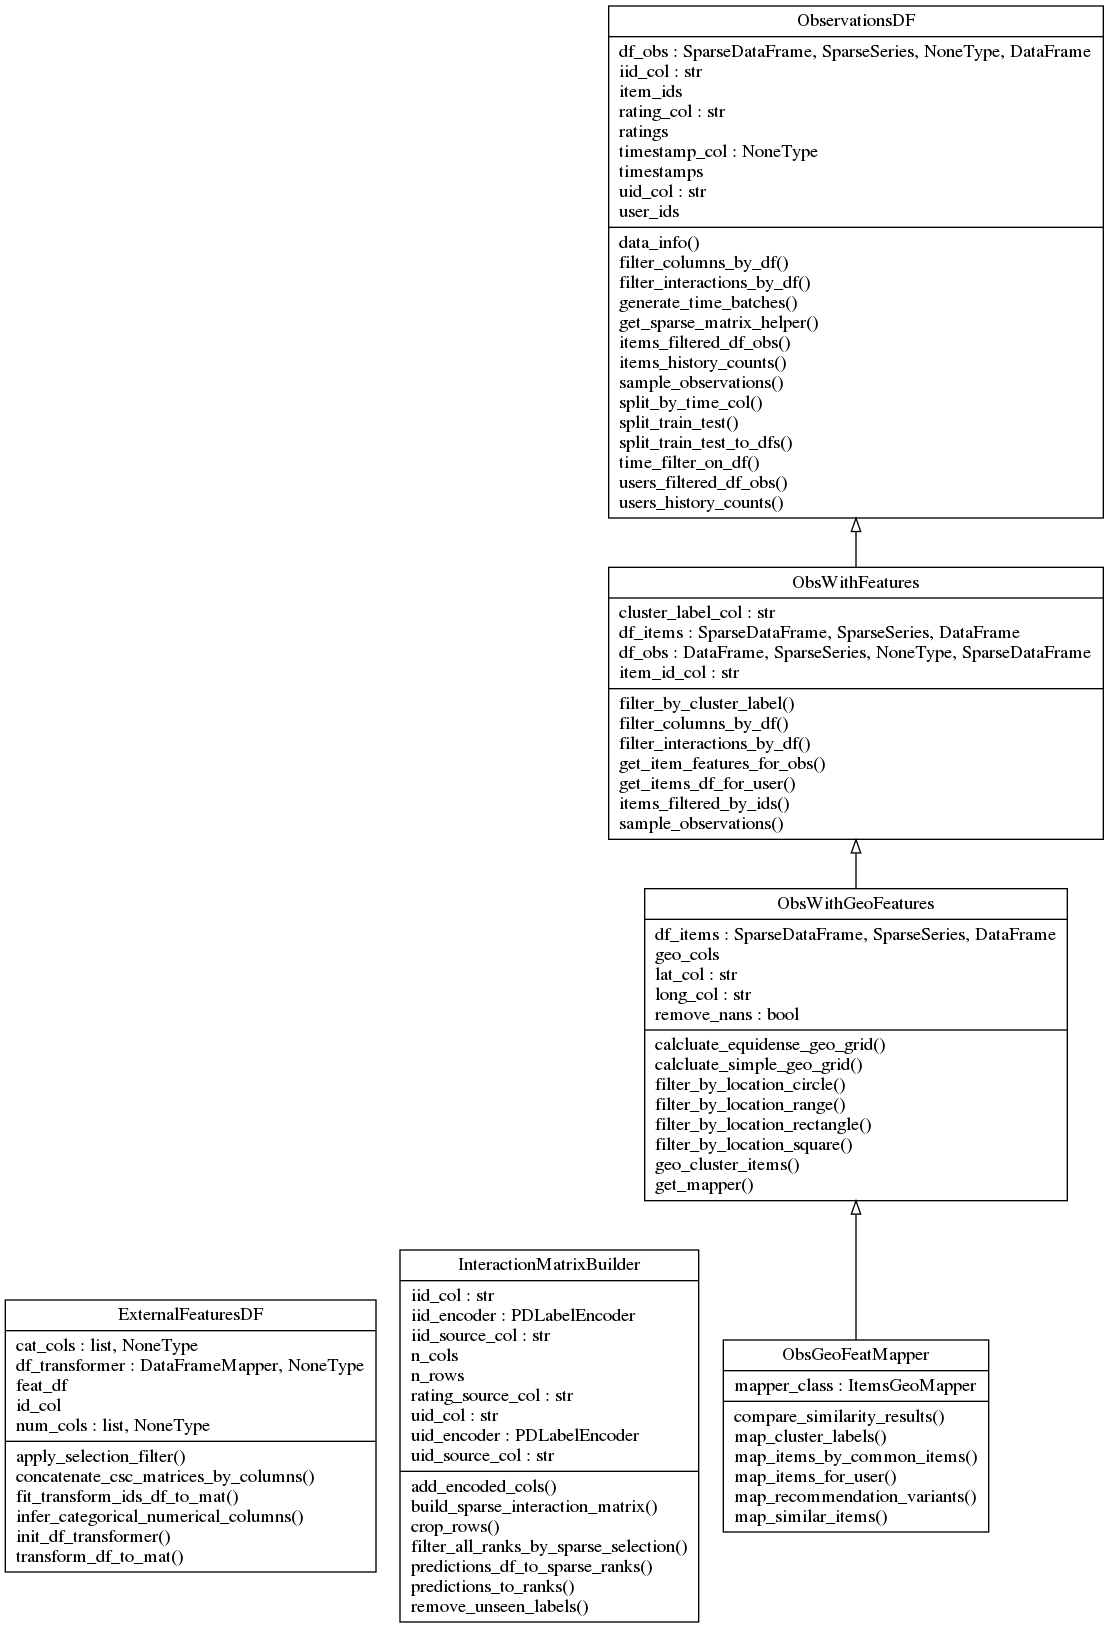 ObservationsDF
df_obs : SparseDataFrame, SparseSeries, NoneType, DataFrame
iid_col : str
item_ids
rating_col : str
ratings
timestamp_col : NoneType
timestamps
uid_col : str
user_ids
data_info()
filter_columns_by_df()
filter_interactions_by_df()
generate_time_batches()
get_sparse_matrix_helper()
items_filtered_df_obs()
items_history_counts()
sample_observations()
split_by_time_col()
split_train_test()
split_train_test_to_dfs()
time_filter_on_df()
users_filtered_df_obs()
users_history_counts()
ObsWithFeatures
cluster_label_col : str
df_items : SparseDataFrame, SparseSeries, DataFrame
df_obs : DataFrame, SparseSeries, NoneType, SparseDataFrame
item_id_col : str
filter_by_cluster_label()
filter_columns_by_df()
filter_interactions_by_df()
get_item_features_for_obs()
get_items_df_for_user()
items_filtered_by_ids()
sample_observations()
ObsWithGeoFeatures
df_items : SparseDataFrame, SparseSeries, DataFrame
geo_cols
lat_col : str
long_col : str
remove_nans : bool
calcluate_equidense_geo_grid()
calcluate_simple_geo_grid()
filter_by_location_circle()
filter_by_location_range()
filter_by_location_rectangle()
filter_by_location_square()
geo_cluster_items()
get_mapper()
ExternalFeaturesDF
cat_cols : list, NoneType
df_transformer : DataFrameMapper, NoneType
feat_df
id_col
num_cols : list, NoneType
apply_selection_filter()
concatenate_csc_matrices_by_columns()
fit_transform_ids_df_to_mat()
infer_categorical_numerical_columns()
init_df_transformer()
transform_df_to_mat()
InteractionMatrixBuilder
iid_col : str
iid_encoder : PDLabelEncoder
iid_source_col : str
n_cols
n_rows
rating_source_col : str
uid_col : str
uid_encoder : PDLabelEncoder
uid_source_col : str
add_encoded_cols()
build_sparse_interaction_matrix()
crop_rows()
filter_all_ranks_by_sparse_selection()
predictions_df_to_sparse_ranks()
predictions_to_ranks()
remove_unseen_labels()
ObsGeoFeatMapper
mapper_class : ItemsGeoMapper
compare_similarity_results()
map_cluster_labels()
map_items_by_common_items()
map_items_for_user()
map_recommendation_variants()
map_similar_items()